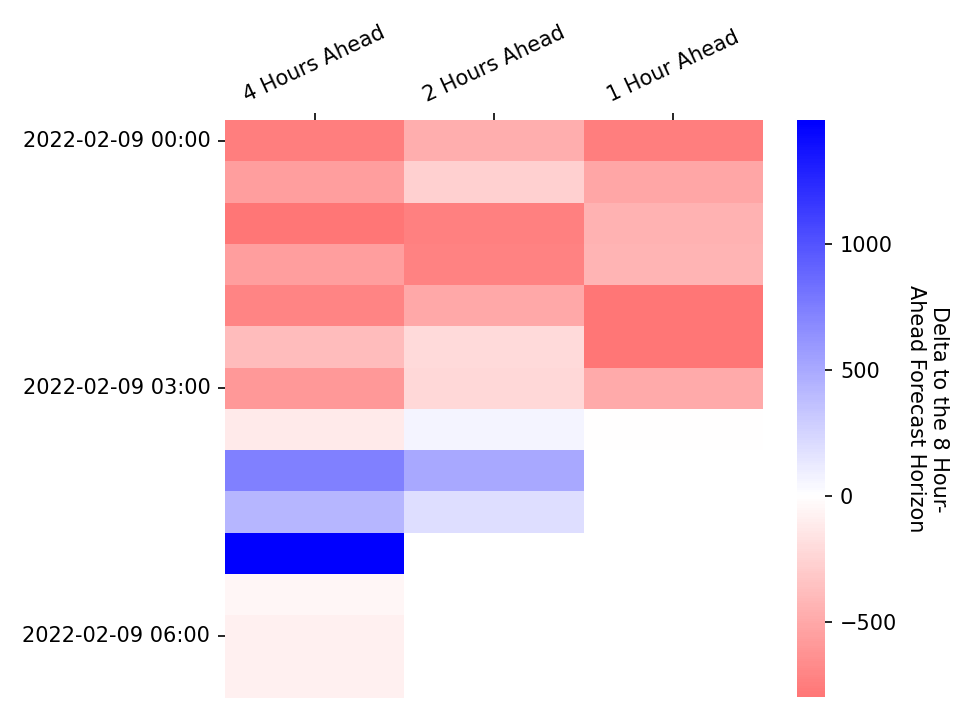 4 Hours Ahead
2 Hours Ahead
1 Hour Ahead
2022-02-09 00:00
2022-02-09 03:00
2022-02-09 06:00
1000
500
0
−500
Delta to the 8 Hour-
Ahead Forecast Horizon